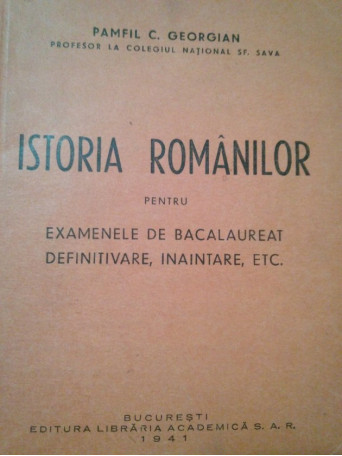 PAMFIL C. GEORGIAN
PROFESOR LA COLEGIUL NAȚIONAL SF. SAVA
ISTORIA ROMÂNILOR
PENTRU
EXAMENELE DE BACALAUREAT
DEFINITIVARE, INAINTARE, ETC.
BUCUREȘTI
EDITURA LIBRĂRIA ACADEMICĂ S. A. R.
1941